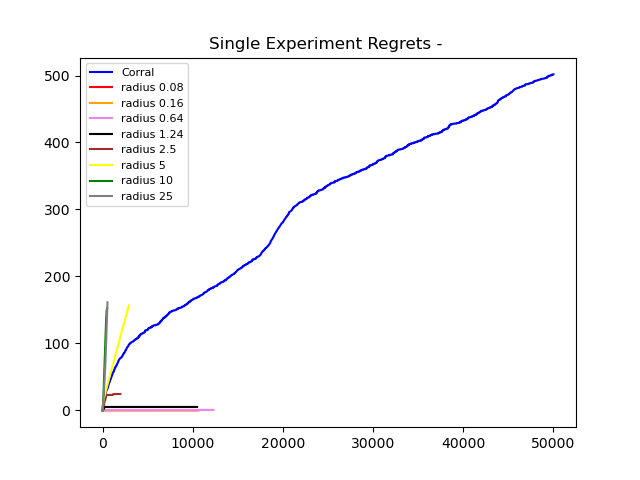 Single Experiment Regrets -
Corral
radius 0.08
radius 0.16
radius 0.64
radius 1.24
radius 2.5
radius 5
radius 10
radius 25
500
400
300
200
100
0
0 10000 20000 30000 40000 50000